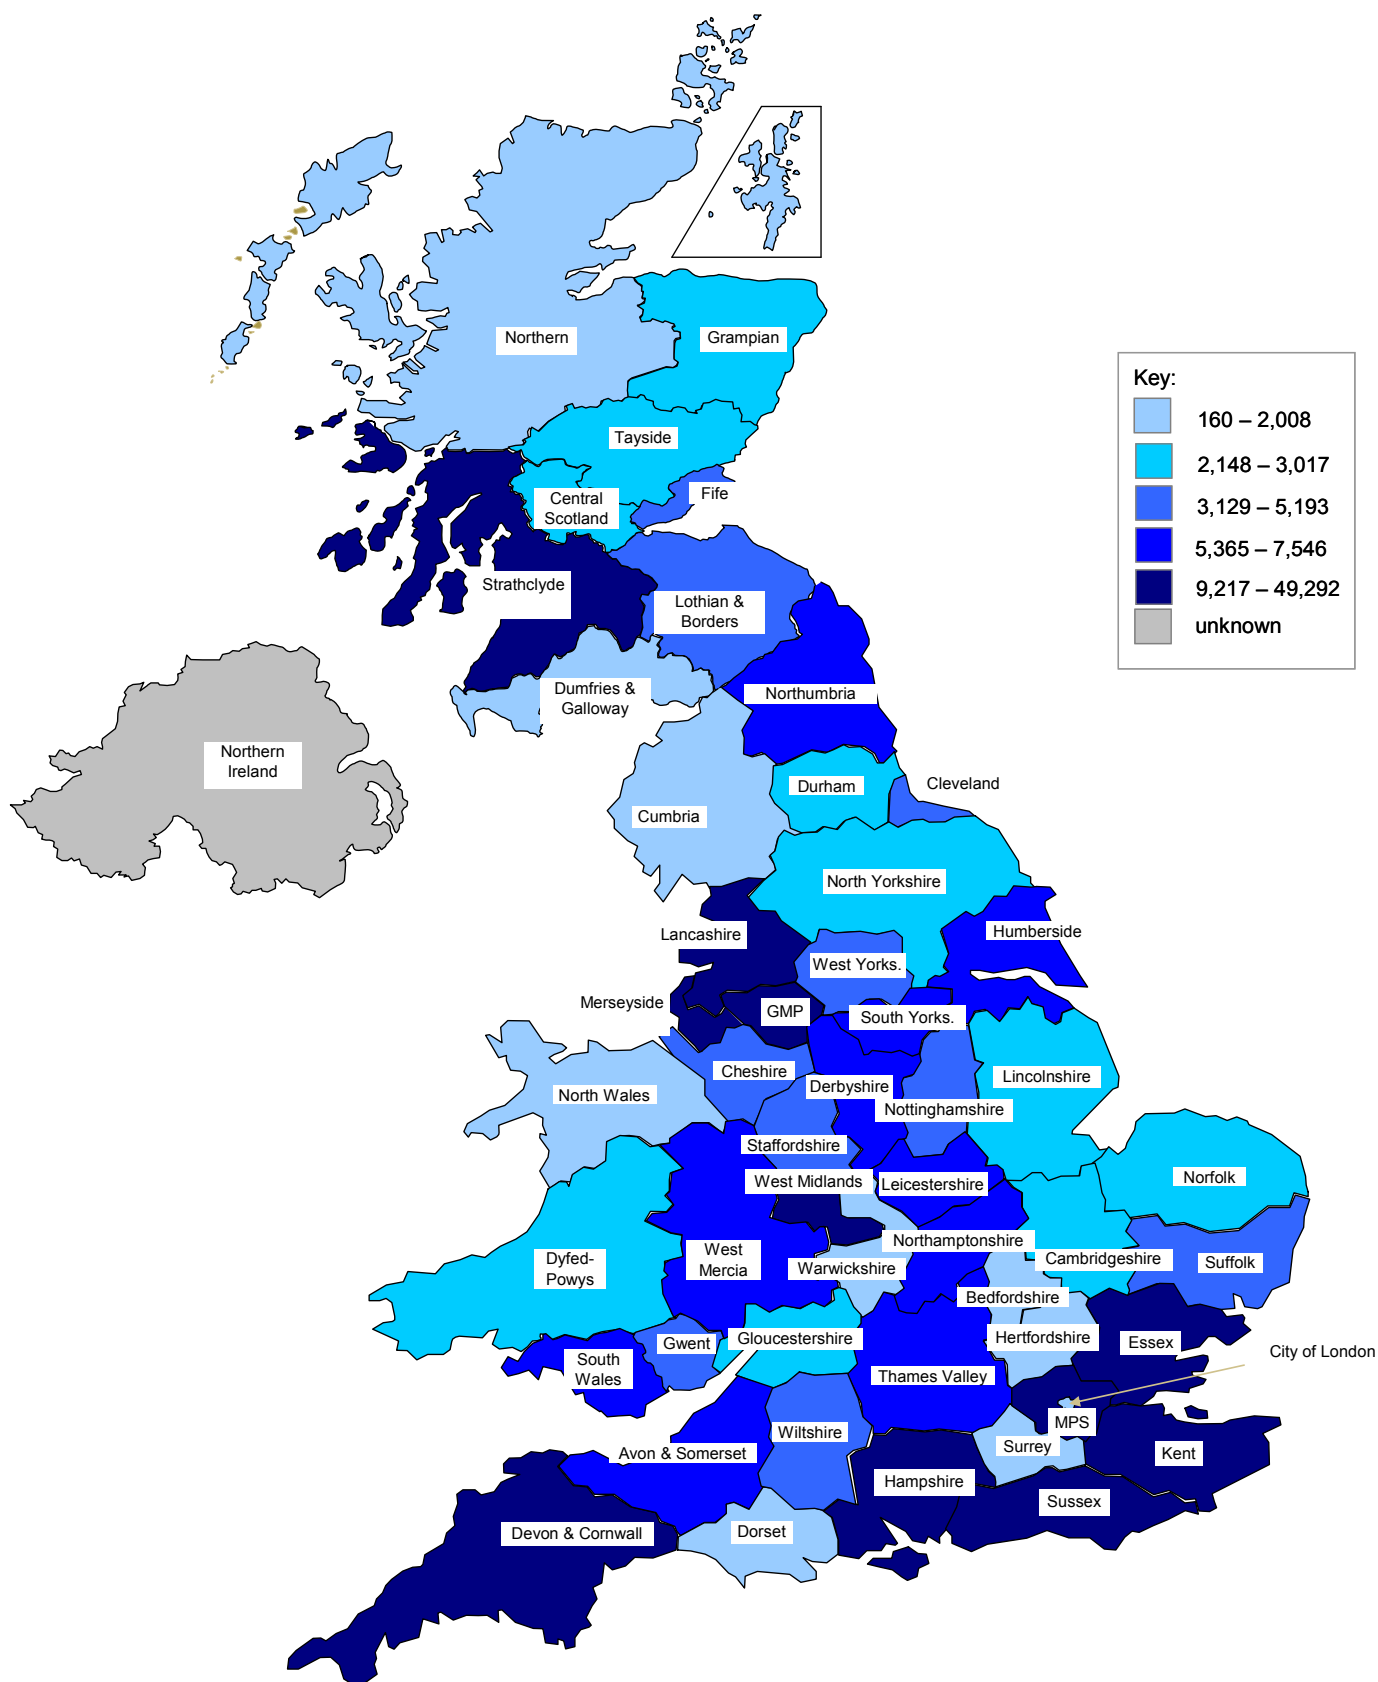 Northern
Grampian
Key:
160 – 2,008
2,148 – 3,017
3,129 – 5,193
5,365 – 7,546
9,217 – 49,292
unknown
Tayside
Central
Scotland
Fife
Strathclyde
Lothian &
Borders
Dumfries &
Galloway
Northumbria
Northern
Ireland
Durham
Cleveland
Cumbria
North Yorkshire
Lancashire
Humberside
West Yorks.
Merseyside
GMP
South Yorks.
Cheshire
Derbyshire
Lincolnshire
North Wales
Nottinghamshire
Staffordshire
West Midlands
Leicestershire
Norfolk
Northamptonshire
Dyfed-
Powys
West
Mercia
Warwickshire
Cambridgeshire
Suffolk
Bedfordshire
Gwent
Gloucestershire
Hertfordshire
Essex
City of London
South
Wales
Thames Valley
MPS
Wiltshire
Avon & Somerset
Surrey
Kent
Hampshire
Sussex
Devon & Cornwall
Dorset